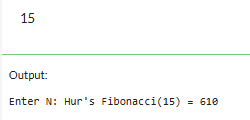 15
Output:
Enter N: Hur's Fibonacci(15) = 610